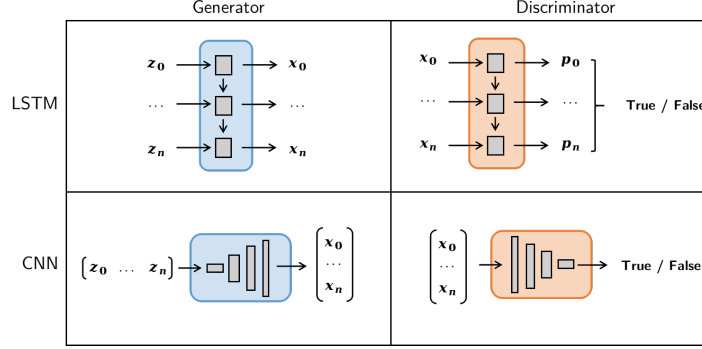 Generator Discriminator
LSTM
z₀ x₀ x₀ p₀
... ... ... ... True / False
zₙ xₙ xₙ pₙ
CNN
[z₀ ... zₙ] x₀ ... xₙ x₀ ... xₙ True / False